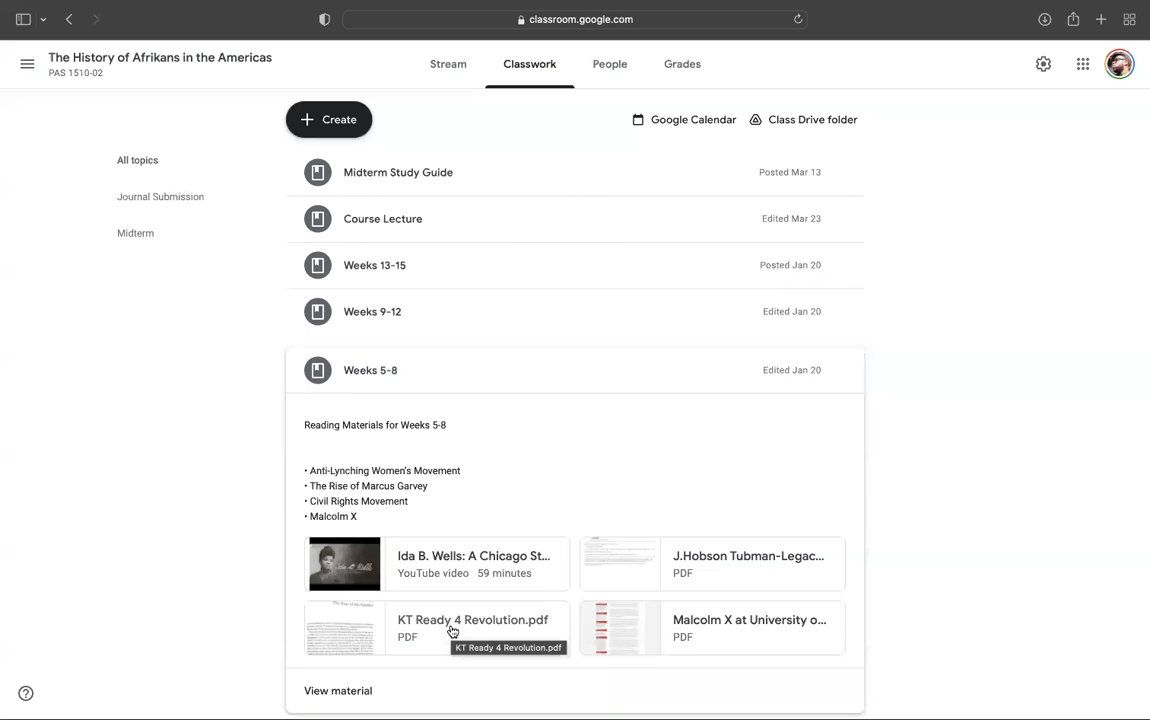 classroom.google.com
The History of Afrikans in the Americas
PAS 1510-02
Stream
Classwork
People
Grades
Create
Google Calendar
Class Drive folder
All topics
Journal Submission
Midterm
Midterm Study Guide
Posted Mar 13
Course Lecture
Edited Mar 23
Weeks 13-15
Posted Jan 20
Weeks 9-12
Edited Jan 20
Weeks 5-8
Edited Jan 20
Reading Materials for Weeks 5-8
• Anti-Lynching Women's Movement
• The Rise of Marcus Garvey
• Civil Rights Movement
• Malcolm X
Ida B. Wells: A Chicago St...
YouTube video 59 minutes
J.Hobson Tubman-Legac...
PDF
KT Ready 4 Revolution.pdf
PDF
KT Ready 4 Revolution.pdf
Malcolm X at University o...
PDF
View material